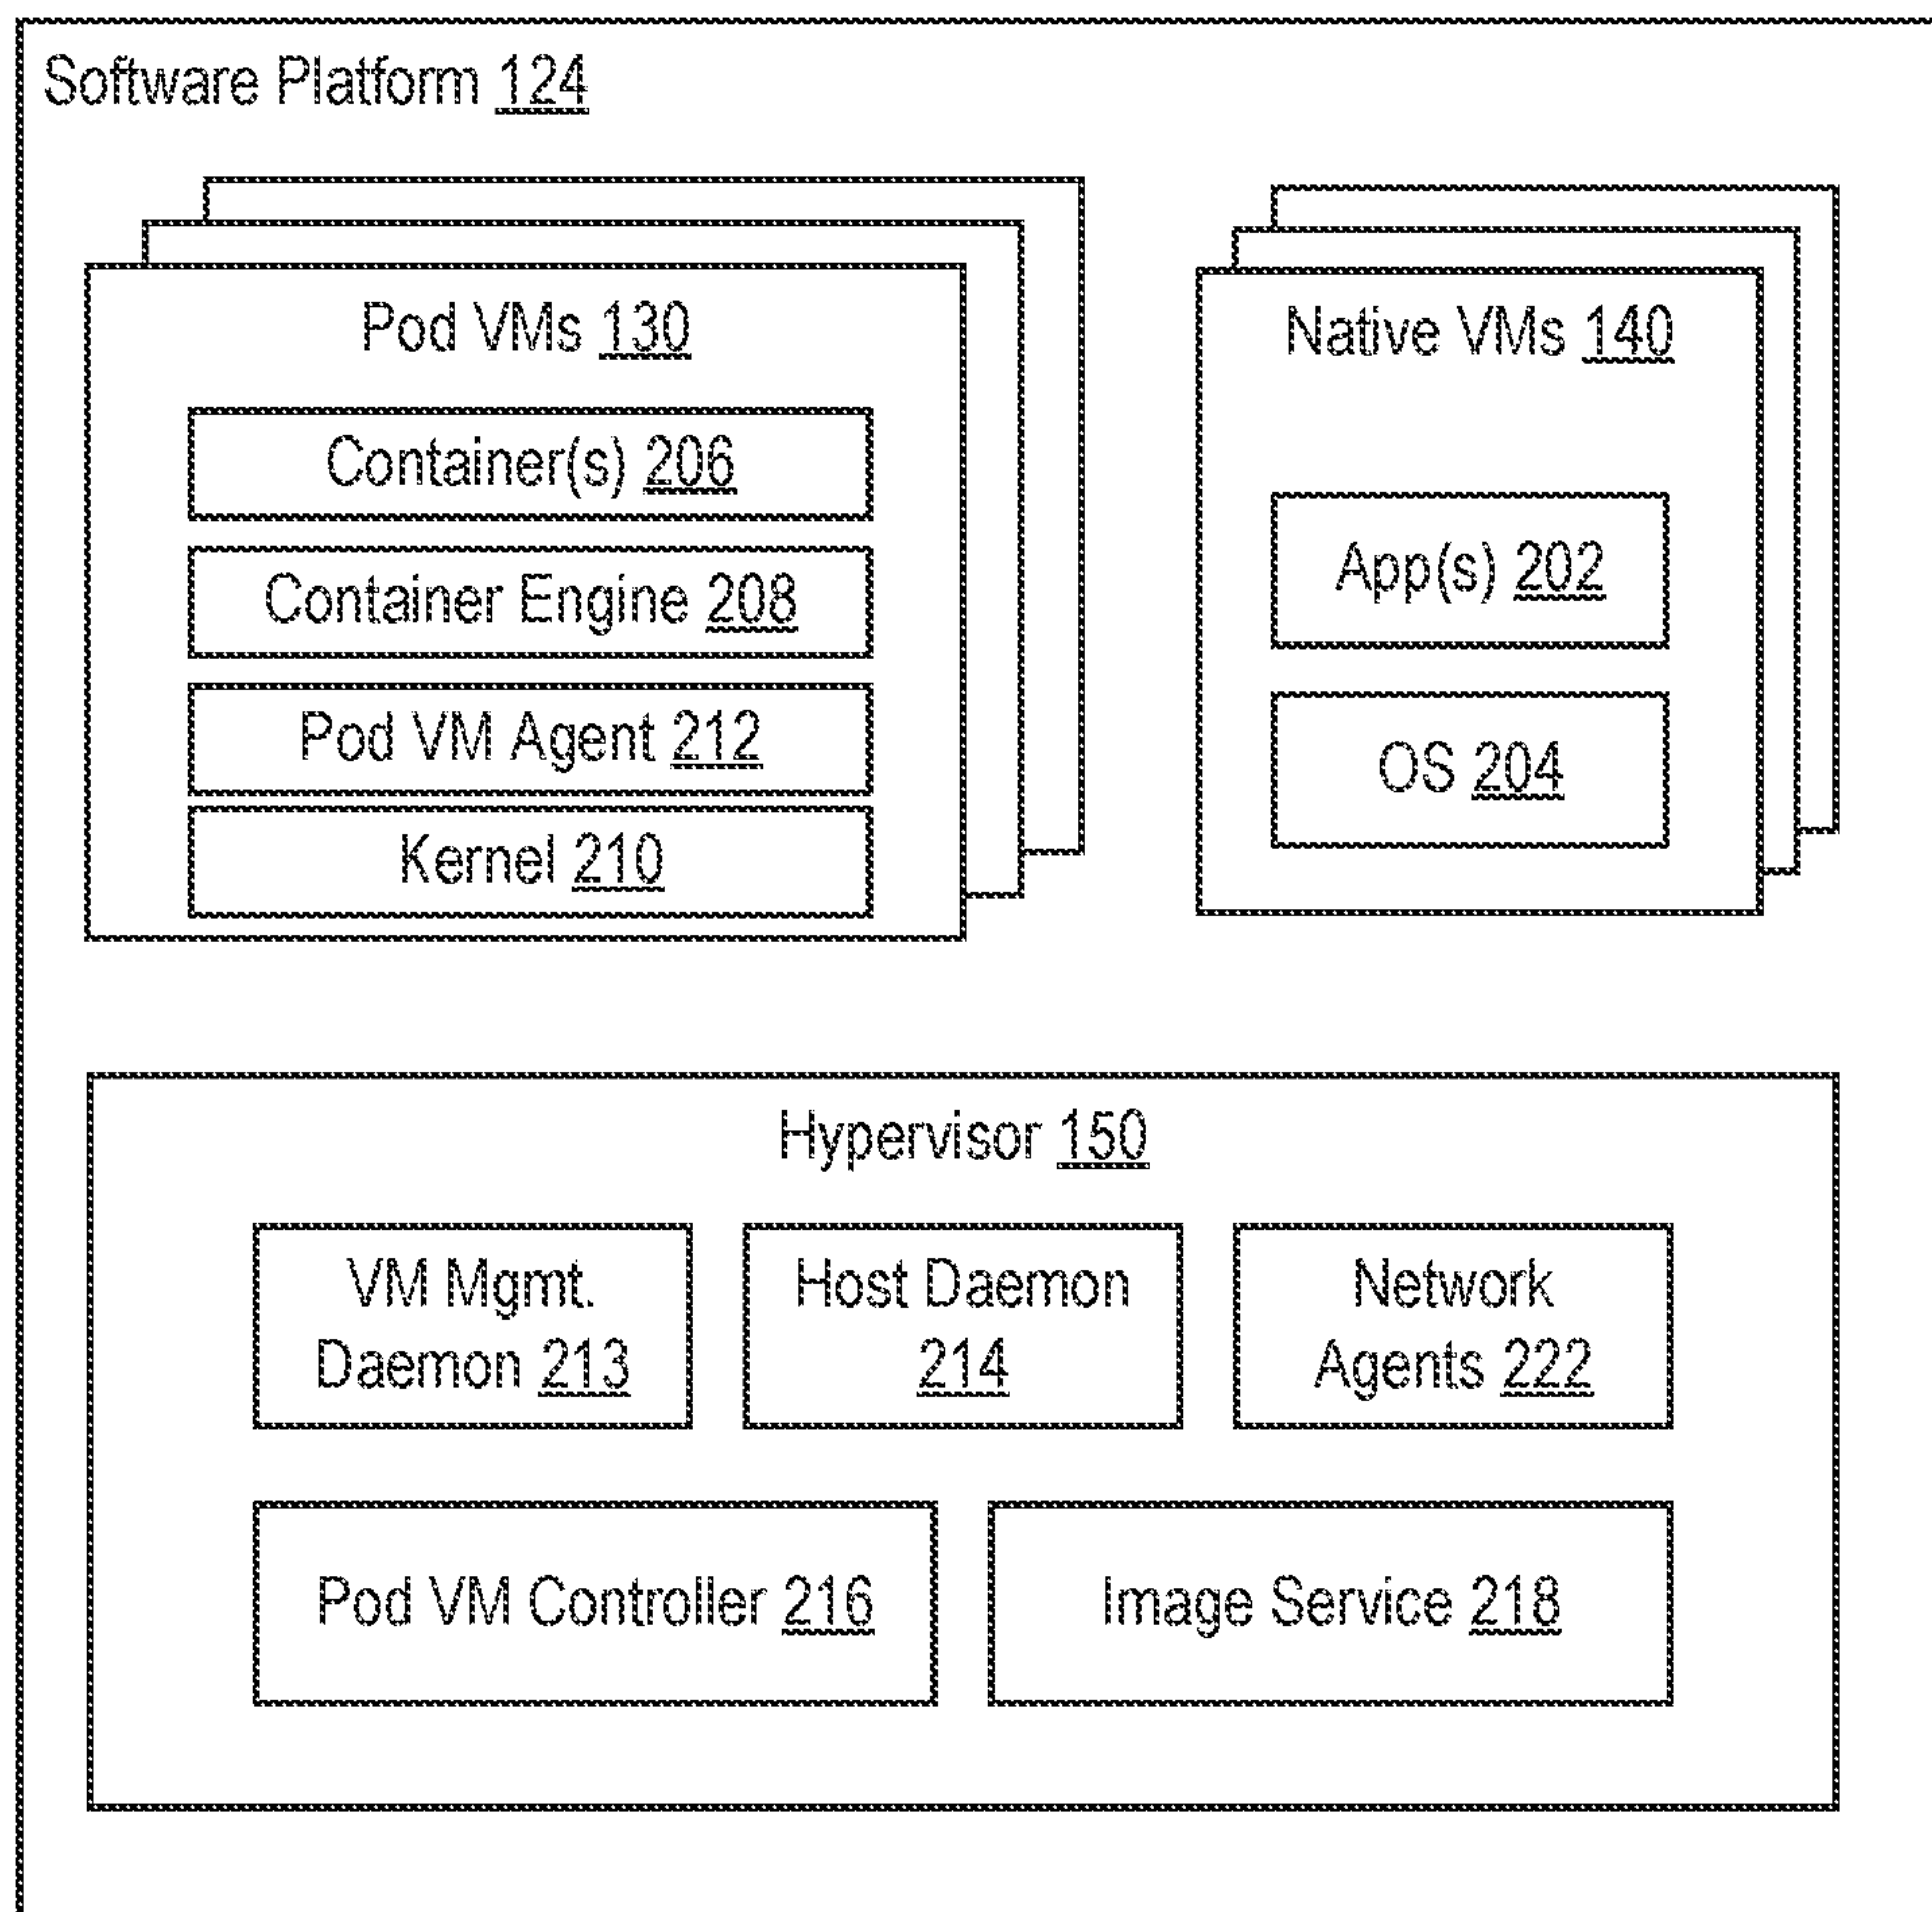 Software Platform 124
Pod VMs 130
Container(s) 206
Container Engine 208
Pod VM Agent 212
Kernel 210
Native VMs 140
App(s) 202
OS 204
Hypervisor 150
VM Mgmt.
Daemon 213
Host Daemon
214
Network
Agents 222
Pod VM Controller 216
Image Service 218